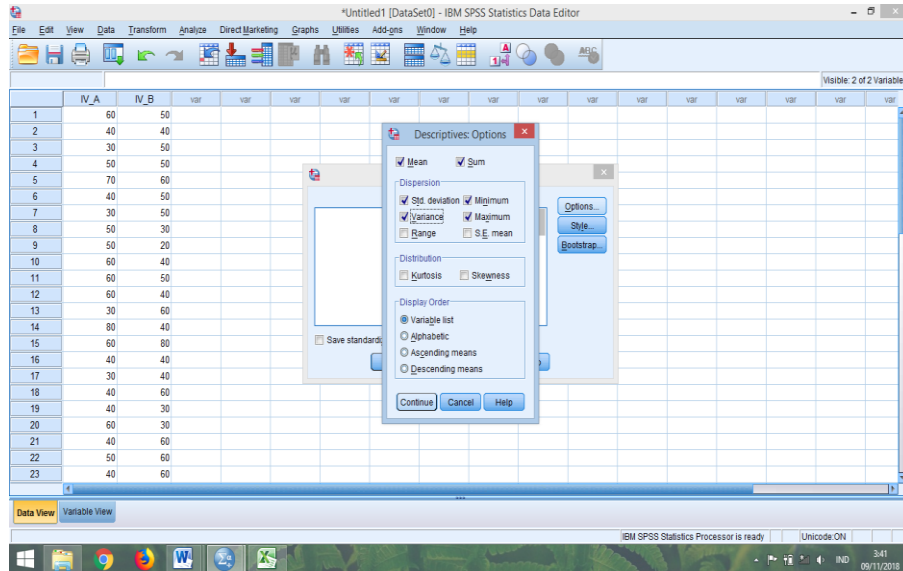 *Untitled1 [DataSet0] - IBM SPSS Statistics Data Editor
File Edit View Data Transform Analyze Direct Marketing Graphs Utilities Add-ons Window Help
Visible: 2 of 2 Variable
IV_A IV_B var var var var var var var var var var var var var var var
1 60 50
2 40 40
3 30 50
4 50 50
5 70 60
6 40 50
7 30 50
8 50 30
9 50 20
10 60 40
11 60 50
12 60 40
13 30 60
14 80 40
15 60 80
16 40 40
17 30 40
18 40 60
19 40 30
20 60 30
21 40 60
22 50 60
23 40 60
Options...
Style...
Bootstrap...
Save standardi
Descriptives: Options
Mean Sum
Dispersion
Std. deviation Minimum
Variance Maximum
Range S.E. mean
Distribution
Kurtosis Skewness
Display Order
Variable list
Alphabetic
Ascending means
Descending means
Continue Cancel Help
Data View Variable View
IBM SPSS Statistics Processor is ready Unicode:ON
IND 3:41
09/11/2018